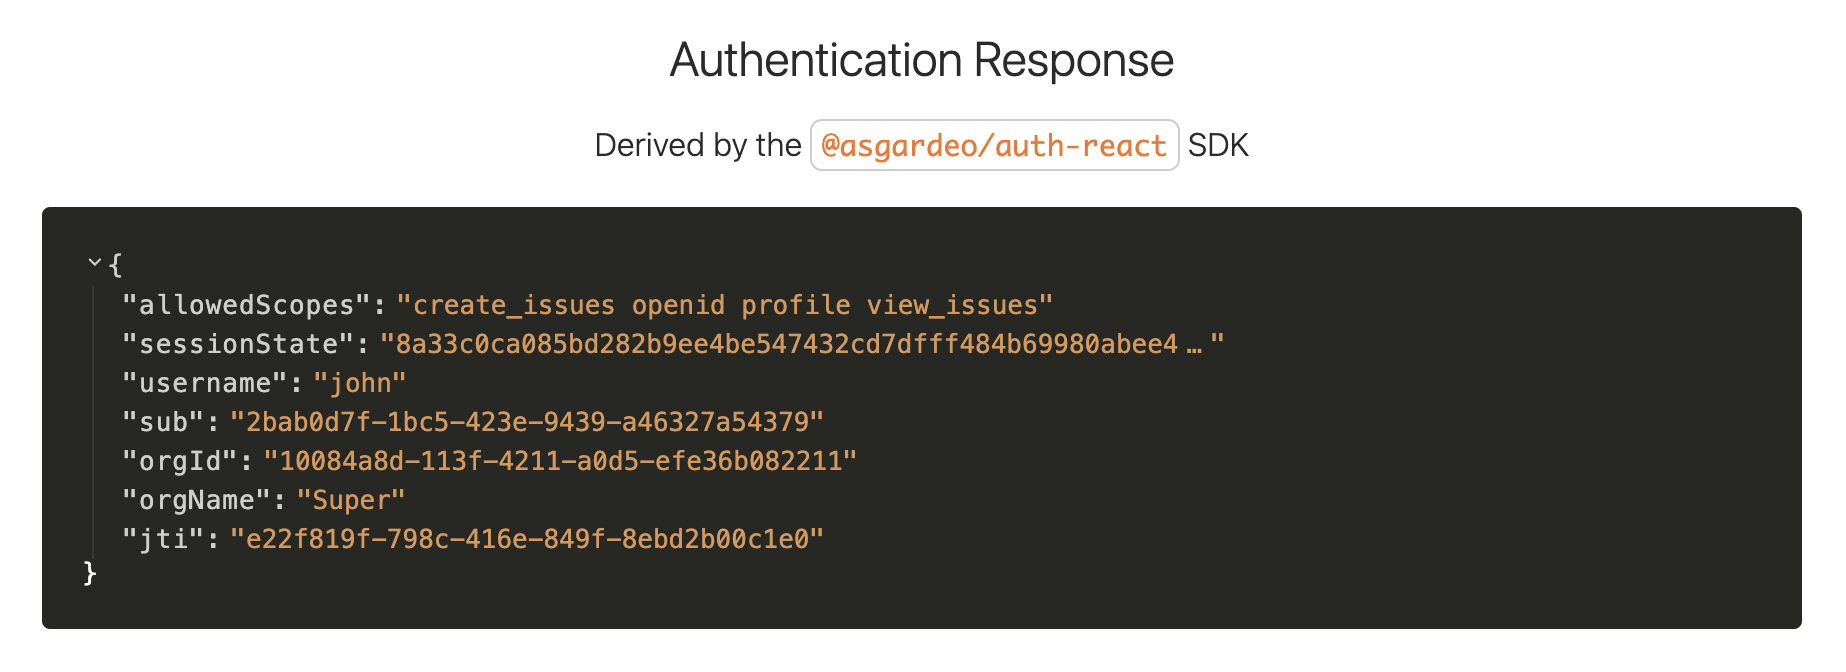 Authentication Response
Derived by the @asgardeo/auth-react SDK
{
"allowedScopes": "create_issues openid profile view_issues"
"sessionState": "8a33c0ca085bd282b9ee4be547432cd7dfff484b69980abee4 … "
"username": "john"
"sub": "2bab0d7f-1bc5-423e-9439-a46327a54379"
"orgId": "10084a8d-113f-4211-a0d5-efe36b082211"
"orgName": "Super"
"jti": "e22f819f-798c-416e-849f-8ebd2b00c1e0"
}